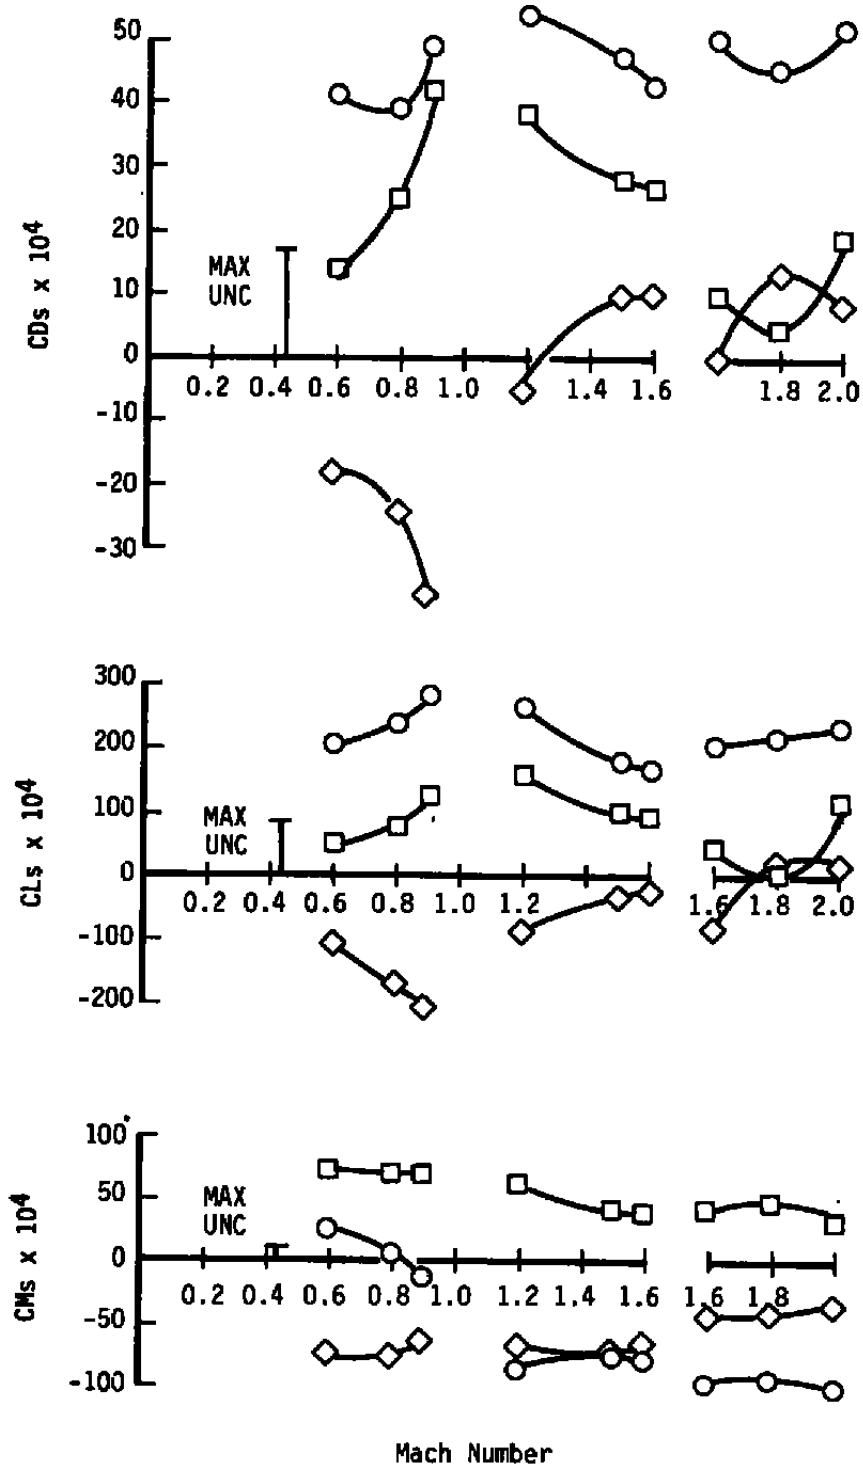 50
40
30
20
10
0
-10
-20
-30
CDs x 10⁴
MAX
UNC
0.2 0.4 0.6 0.8 1.0 1.4 1.6 1.8 2.0
300
200
100
0
-100
-200
CLs x 10⁴
MAX
UNC
0.2 0.4 0.6 0.8 1.0 1.2 1.6 1.8 2.0
100
50
0
-50
-100
CMs x 10⁴
MAX
UNC
0.2 0.4 0.6 0.8 1.0 1.2 1.4 1.6 1.6 1.8
Mach Number